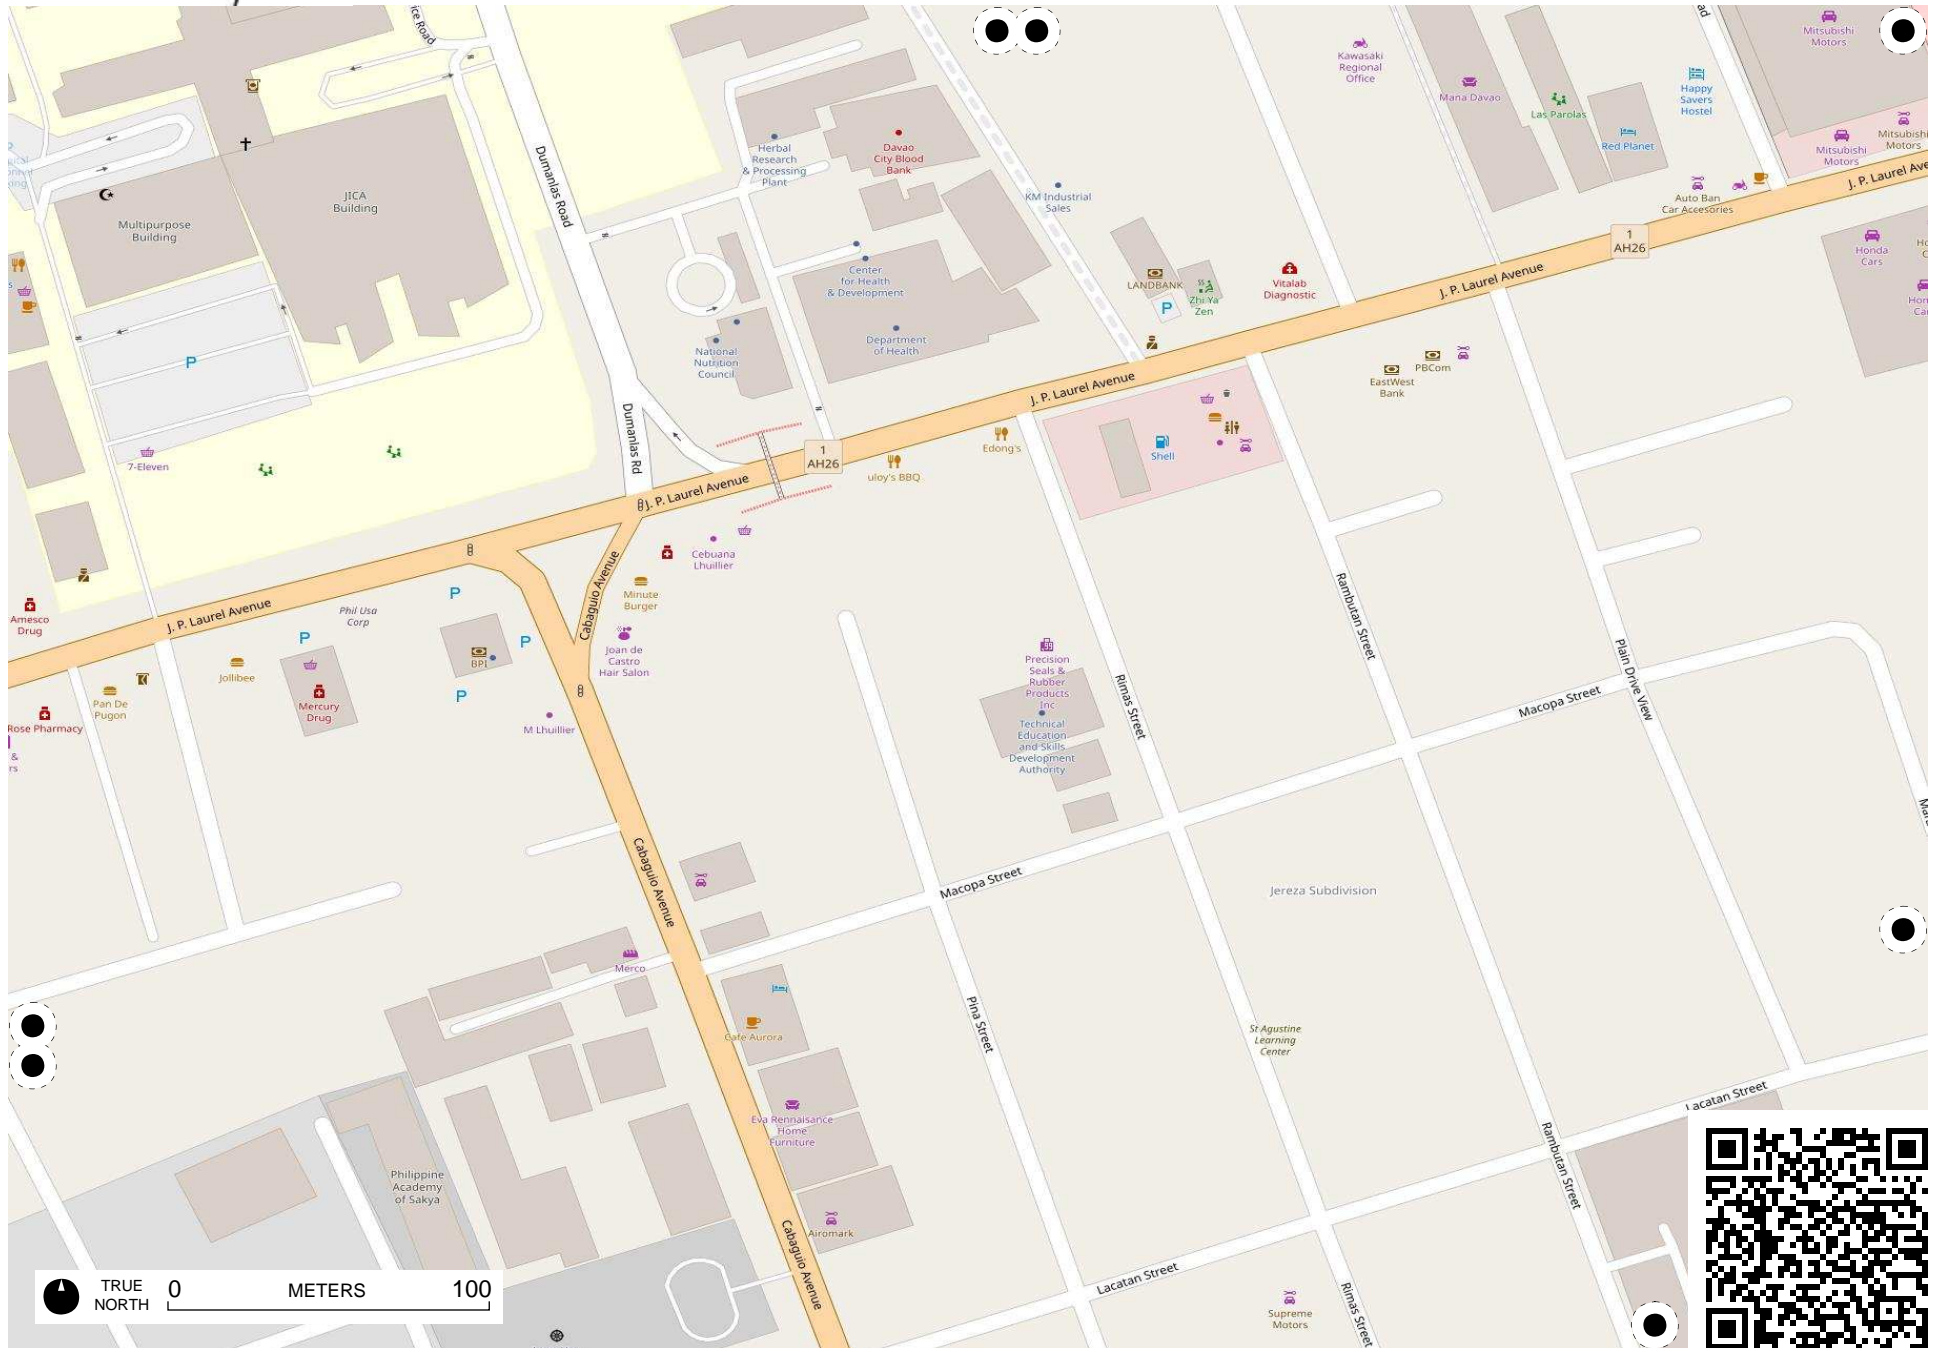 Dumanlas Road
Kawasaki
Regional
Office
Mana Davao
Las Parolas
Red Planet
Happy
Savers
Hostel
Mitsubishi
Motors
Mitsubishi
Motors
Mitsubishi
Motors
Auto Ban
Car Accesories
J. P. Laurel Ave
1
AH26
Honda
Cars
JICA
Building
Multipurpose
Building
Herbal
Research
& Processing
Plant
Davao
City Blood
Bank
KM Industrial
Sales
Center
for Health
& Development
Department
of Health
National
Nutrition
Council
LANDBANK
P
Zhi Ya
Zen
Vitalab
Diagnostic
J. P. Laurel Avenue
PBCom
EastWest
Bank
J. P. Laurel Avenue
P
7-Eleven
Dumanlas Rd
1
AH26
Edong's
uloy's BBQ
Shell
J. P. Laurel Avenue
Cebuana
Lhuillier
Minute
Burger
Cabaguio Avenue
Joan de
Castro
Hair Salon
Amesco
Drug
J. P. Laurel Avenue
Phil Usa
Corp
P
P
P
P
BPI
Jollibee
Mercury
Drug
Pan De
Pugon
Rose Pharmacy
&
rs
M Lhuillier
Precision
Seals &
Rubber
Products
Inc
Technical
Education
and Skills
Development
Authority
Rimas Street
Rambutan Street
Plain Drive View
Macopa Street
Cabaguio Avenue
Macopa Street
Jereza Subdivision
Merco
Cafe Aurora
Pina Street
St Agustine
Learning
Center
Eva Rennaisance
Home
Furniture
Lacatan Street
Rambutan Street
Philippine
Academy
of Sakya
Airomark
Cabaguio Avenue
Lacatan Street
Supreme
Motors
Rimas Street
TRUE
NORTH
0 METERS 100